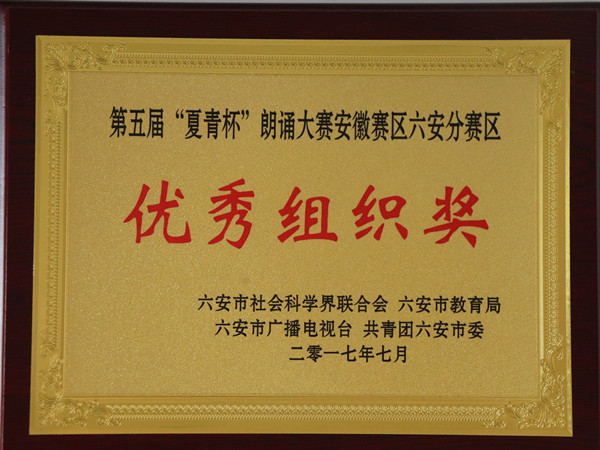 第五届“夏青杯”朗诵大赛安徽赛区六安分赛区
优秀组织奖
六安市社会科学界联合会 六安市教育局
六安市广播电视台 共青团六安市委
二零一七年七月